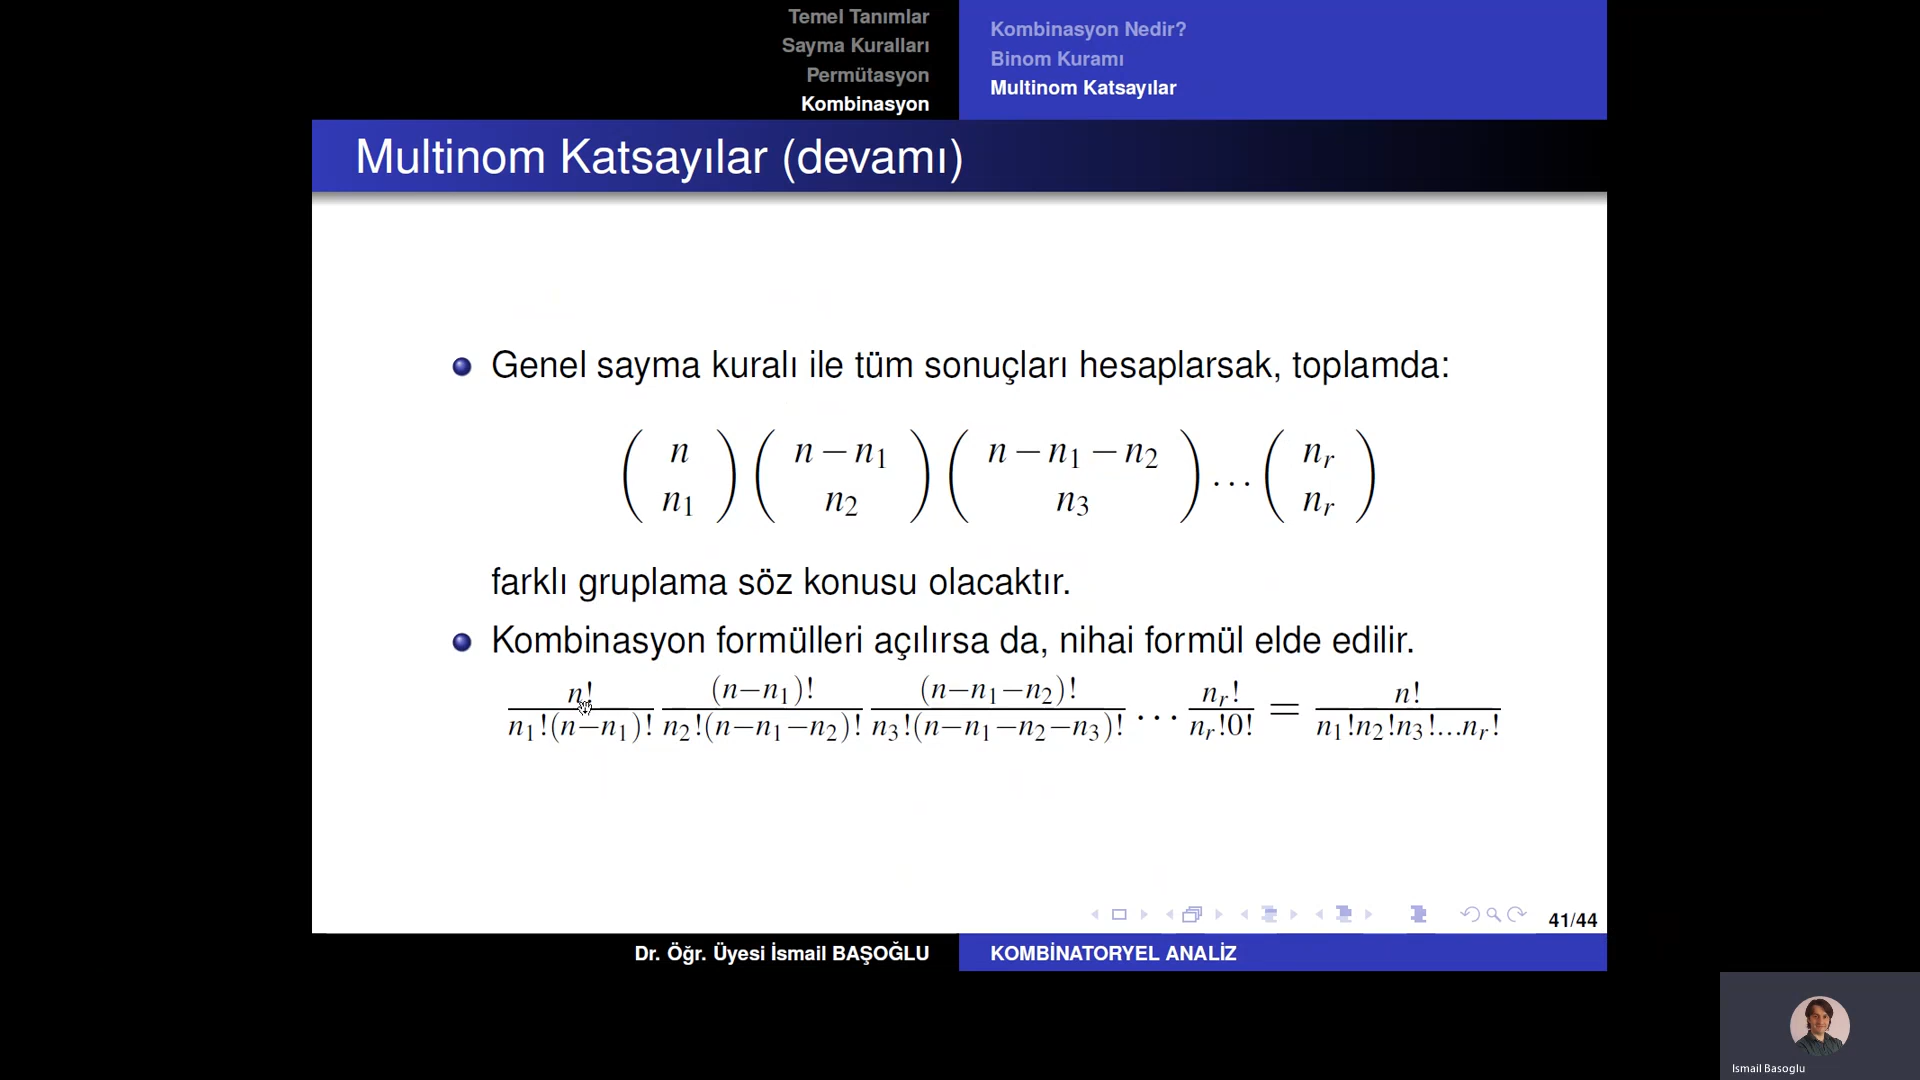 Temel Tanımlar
Sayma Kuralları
Permütasyon
Kombinasyon
Kombinasyon Nedir?
Binom Kuramı
Multinom Katsayılar
Multinom Katsayılar (devamı)
Genel sayma kuralı ile tüm sonuçları hesaplarsak, toplamda:
(n / n₁) (n − n₁ / n₂) (n − n₁ − n₂ / n₃) … (nᵣ / nᵣ)
farklı gruplama söz konusu olacaktır.
Kombinasyon formülleri açılırsa da, nihai formül elde edilir.
n!/(n₁!(n−n₁)!) (n−n₁)!/(n₂!(n−n₁−n₂)!) (n−n₁−n₂)!/(n₃!(n−n₁−n₂−n₃)!) … nᵣ!/(nᵣ!0!) = n!/(n₁!n₂!n₃!…nᵣ!)
41/44
Dr. Öğr. Üyesi İsmail BAŞOĞLU
KOMBİNATORYEL ANALİZ
Ismail Basoglu